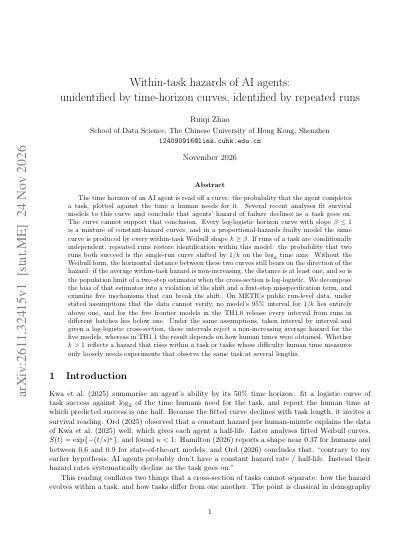 Within-task hazards of AI agents:
unidentified by time-horizon curves, identified by repeated runs
Ruiqi Zhao
School of Data Science, The Chinese University of Hong Kong, Shenzhen
124090916@link.cuhk.edu.cn
November 2026
arXiv:2611.32415v1 [stat.ME] 24 Nov 2026
Abstract
The time horizon of an AI agent is read off a curve: the probability that the agent completes
a task, plotted against the time a human needs for it. Several recent analyses fit survival
models to this curve and conclude that agents' hazard of failure declines as a task goes on.
The curve cannot support that conclusion. Every log-logistic horizon curve with slope β ≤ 1
is a mixture of constant-hazard curves, and in a proportional-hazards frailty model the same
curve is produced by every within-task Weibull shape k ≥ β. If runs of a task are conditionally
independent, repeated runs restore identification within this model: the probability that two
runs both succeed is the single-run curve shifted by 1/k on the log₂ time axis. Without the
Weibull form, the horizontal distance between these two curves still bears on the direction of the
hazard: if the average within-task hazard is non-increasing, the distance is at least one, and so is
the population limit of a two-step estimator when the cross-section is log-logistic. We decompose
the bias of that estimator into a violation of the shift and a first-step misspecification term, and
examine five mechanisms that can break the shift. On METR's public run-level data, under
stated assumptions that the data cannot verify, no model's 95% interval for 1/k lies entirely
above one, and for the five frontier models in the TH1.0 release every interval from runs in
different batches lies below one. Under the same assumptions, taken interval by interval and
given a log-logistic cross-section, these intervals reject a non-increasing average hazard for the
five models, whereas in TH1.1 the result depends on how human times were obtained. Whether
k > 1 reflects a hazard that rises within a task or tasks whose difficulty human time measures
only loosely needs experiments that observe the same task at several lengths.
1 Introduction
Kwa et al. (2025) summarise an agent's ability by its 50% time horizon: fit a logistic curve of
task success against log₂ of the time humans need for the task, and report the human time at
which predicted success is one half. Because the fitted curve declines with task length, it invites a
survival reading. Ord (2025) observes that a constant hazard per human-minute explains the data
of Kwa et al. (2025) well, which gives each agent a half-life. Later analyses fitted Weibull curves,
S(t) = exp{−(t/s)ᵏ}, and found κ < 1: Hamilton (2026) reports a shape near 0.37 for humans and
between 0.6 and 0.9 for state-of-the-art models, and Ord (2026) concludes that, "contrary to my
earlier hypothesis, AI agents probably don't have a constant hazard rate / half-life. Instead their
hazard rates systematically decline as the task goes on."
This reading conflates two things that a cross-section of tasks cannot separate: how the hazard
evolves within a task, and how tasks differ from one another. The point is classical in demography
1